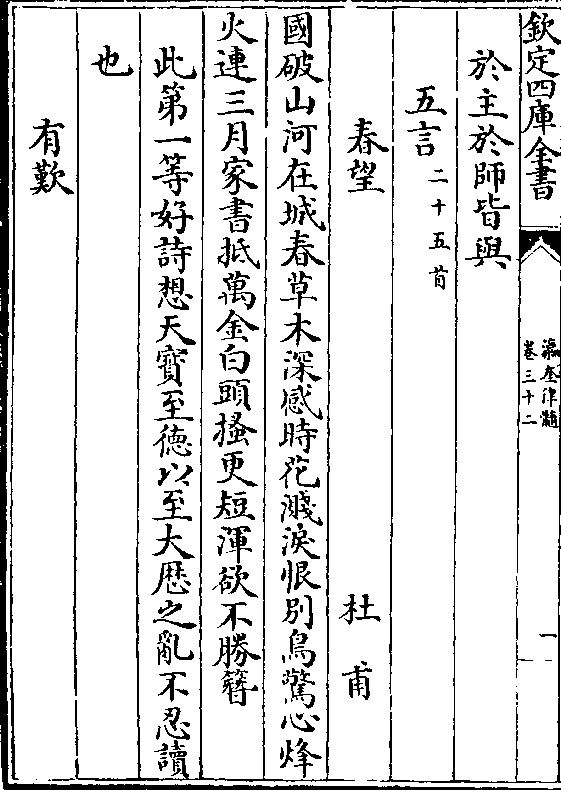 欽定四庫全書
瀛奎律髓
卷三十二
一
於主於師皆與
五言二十五首
春望
杜甫
國破山河在城春草木深感時花濺淚恨别鳥驚心烽
火連三月家書抵萬金白頭搔更短渾欲不勝簪
此第一等好詩想天寳至德以至大厯之亂不忍讀
也
有歎